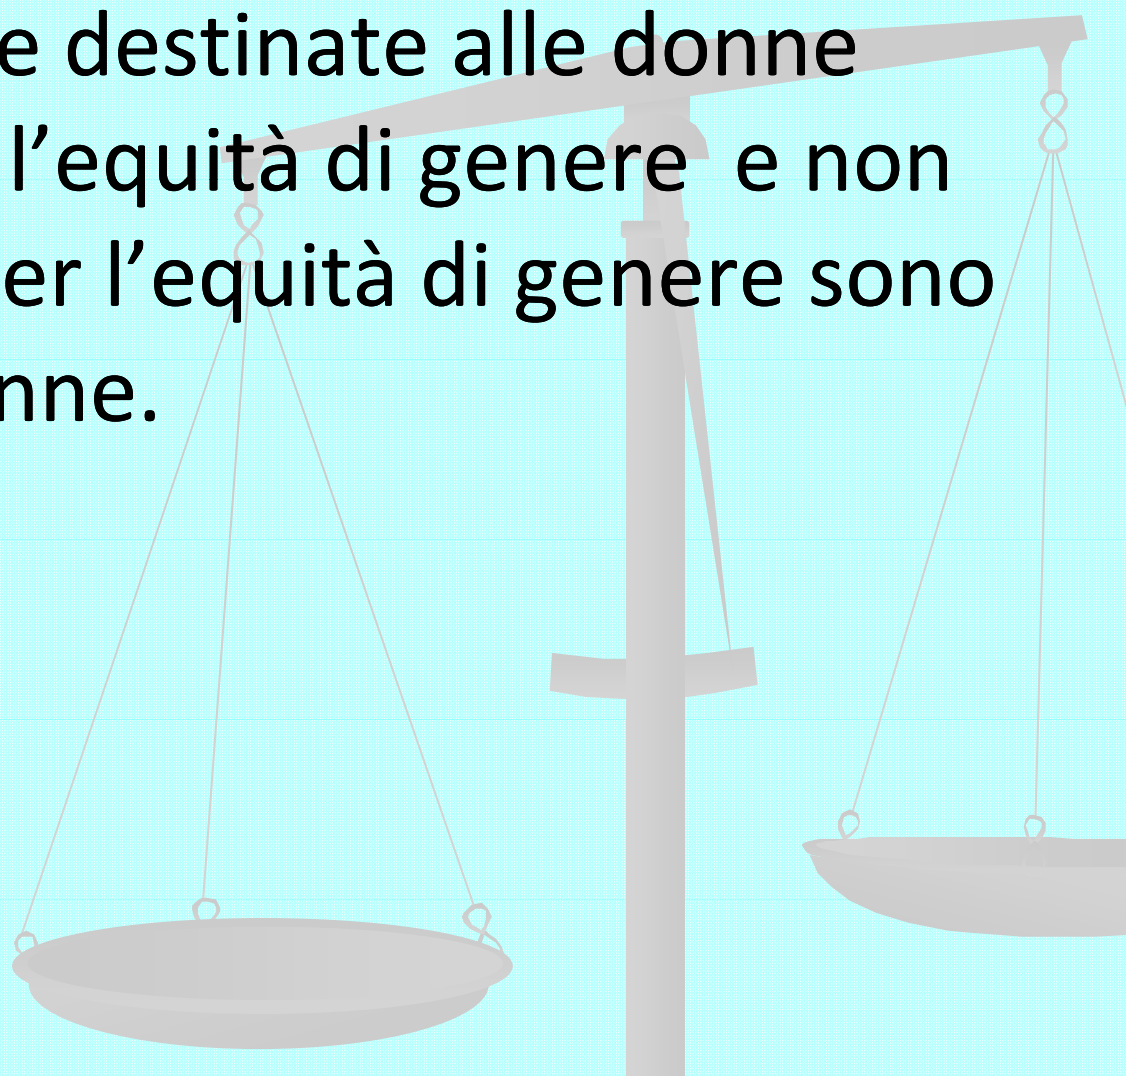 e destinate alle donne
l’equità di genere  e non
er l’equità di genere sono
nne.